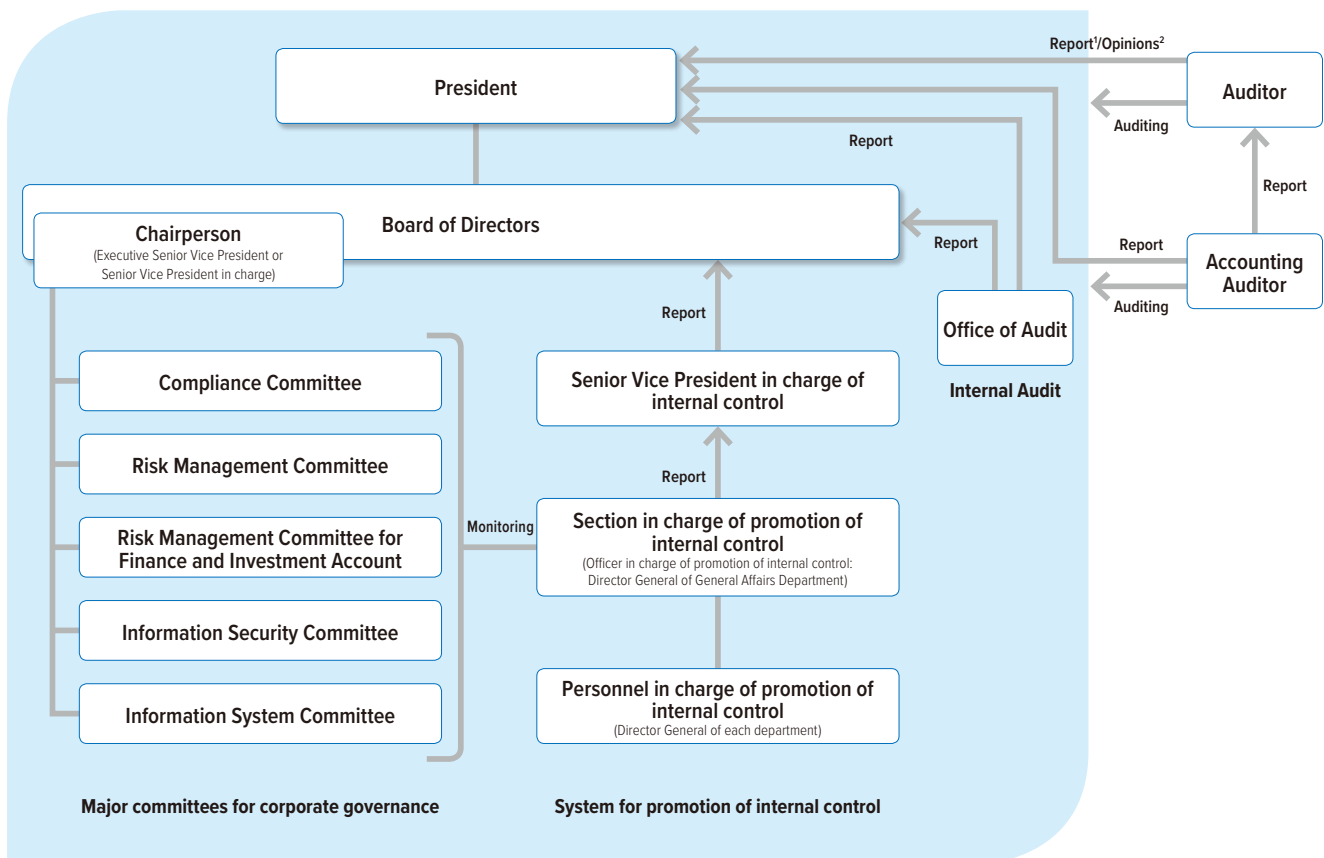 Report¹/Opinions²
President
Auditor
Auditing
Report
Report
Board of Directors
Chairperson
(Executive Senior Vice President or
Senior Vice President in charge)
Report
Report
Accounting
Auditor
Auditing
Report
Office of Audit
Internal Audit
Compliance Committee
Senior Vice President in charge of
internal control
Risk Management Committee
Report
Risk Management Committee for
Finance and Investment Account
Monitoring
Section in charge of promotion of
internal control
(Officer in charge of promotion of internal control:
Director General of General Affairs Department)
Information Security Committee
Information System Committee
Personnel in charge of promotion of
internal control
(Director General of each department)
Major committees for corporate governance
System for promotion of internal control